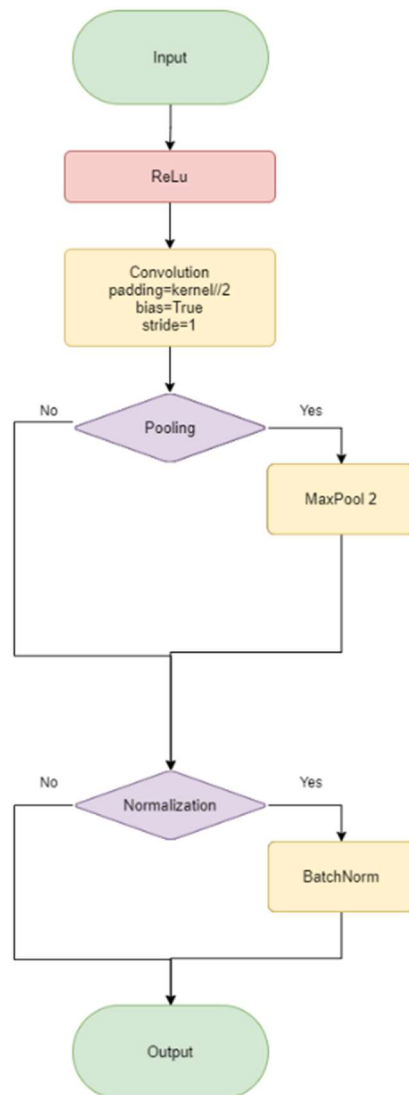 Input
ReLu
Convolution
padding=kernel//2
bias=True
stride=1
No
Yes
Pooling
MaxPool 2
No
Yes
Normalization
BatchNorm
Output